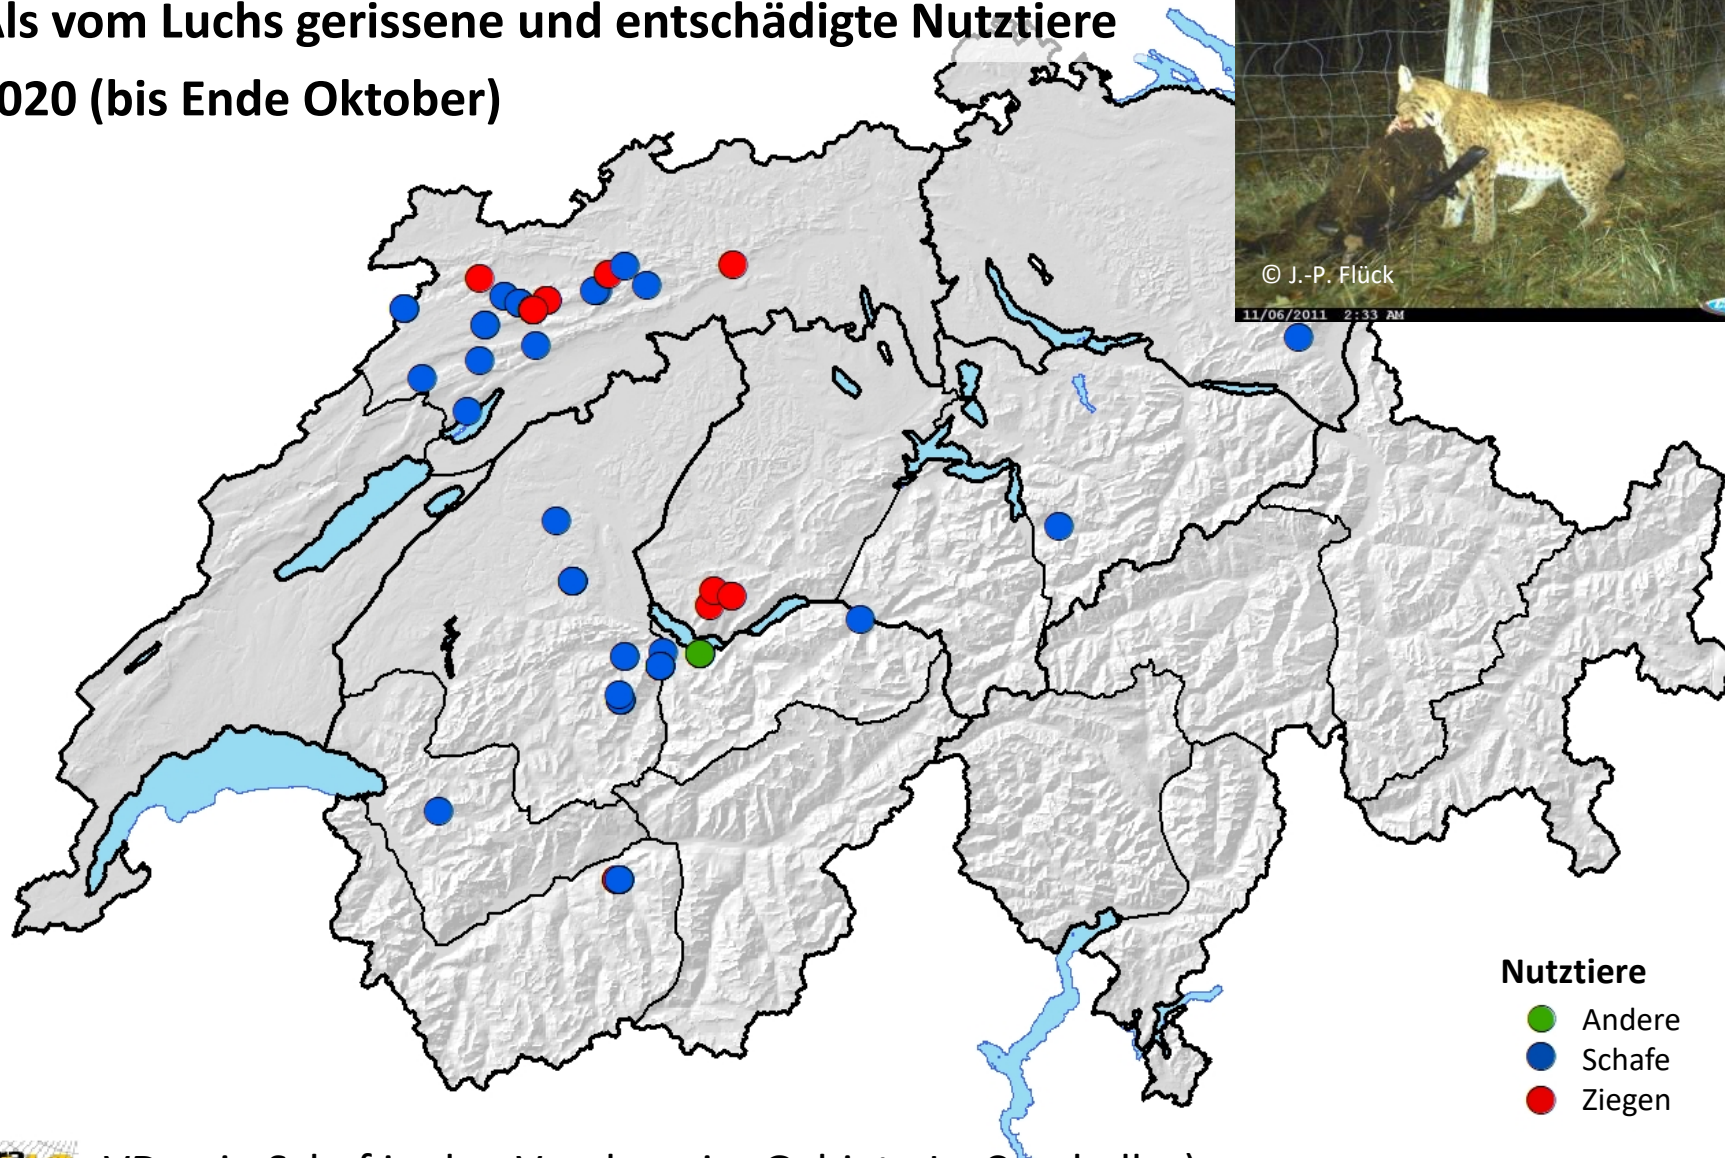 Als vom Luchs gerissene und entschädigte Nutztiere
020 (bis Ende Oktober)
© J.-P. Flück
11/06/2011 2:33 AM
Nutztiere
Andere
Schafe
Ziegen